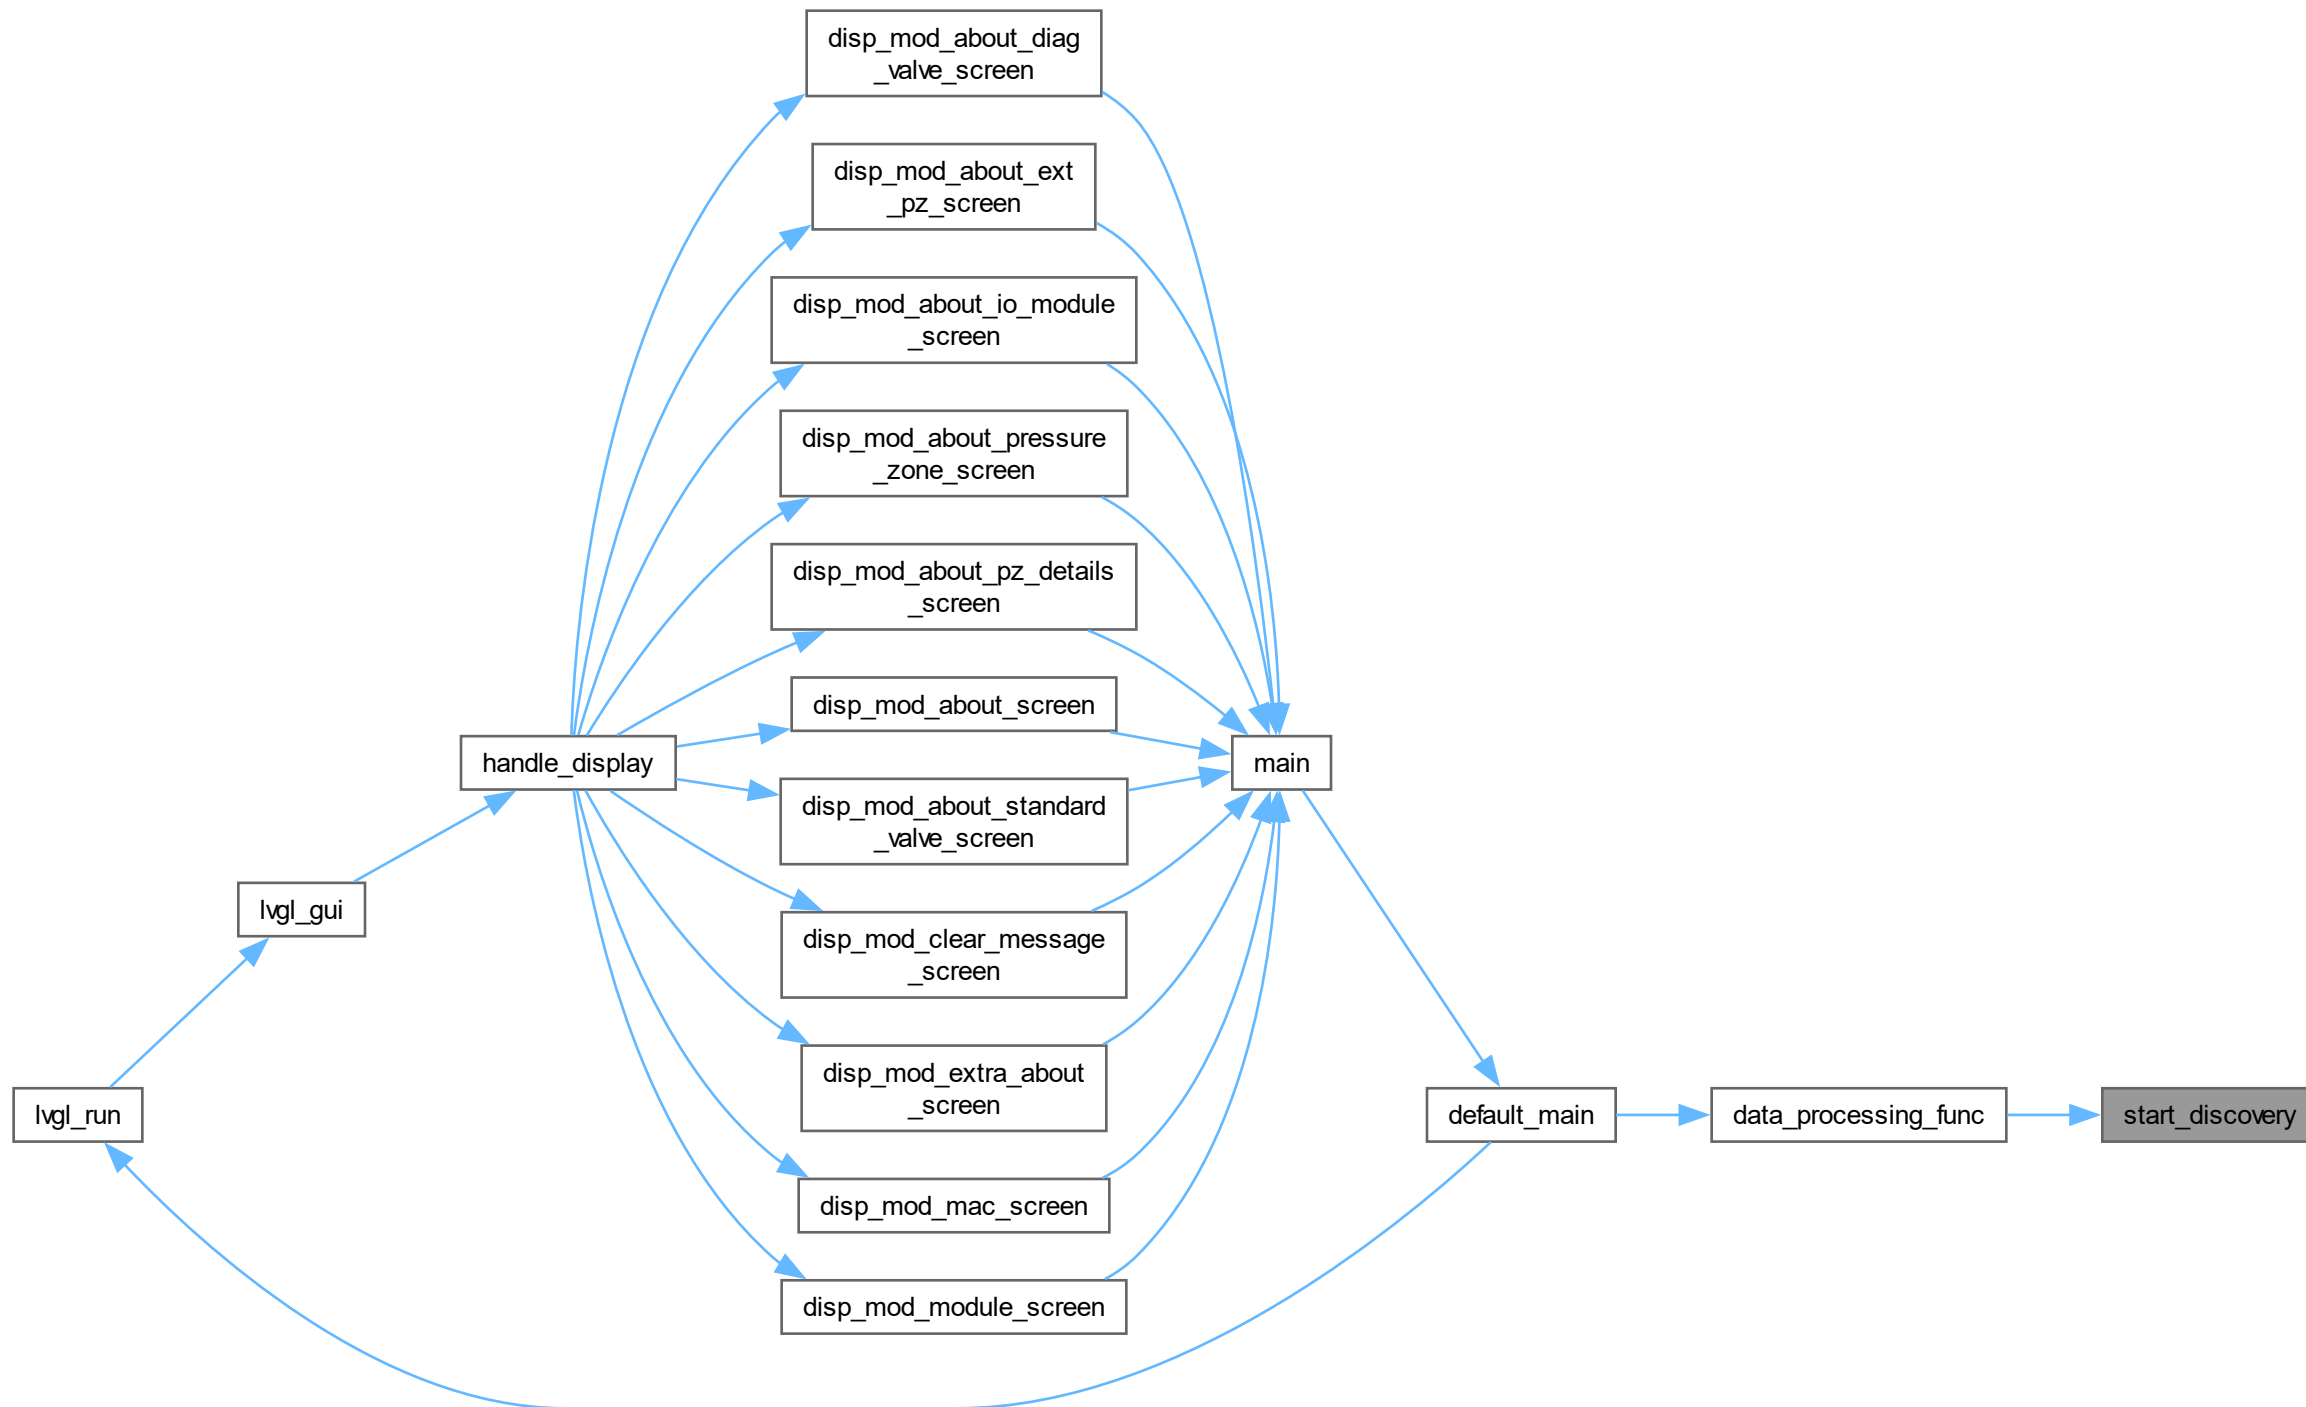 disp_mod_about_diag
_valve_screen
disp_mod_about_ext
_pz_screen
disp_mod_about_io_module
_screen
disp_mod_about_pressure
_zone_screen
disp_mod_about_pz_details
_screen
disp_mod_about_screen
handle_display
main
disp_mod_about_standard
_valve_screen
lvgl_gui
disp_mod_clear_message
_screen
disp_mod_extra_about
_screen
lvgl_run
default_main
data_processing_func
start_discovery
disp_mod_mac_screen
disp_mod_module_screen